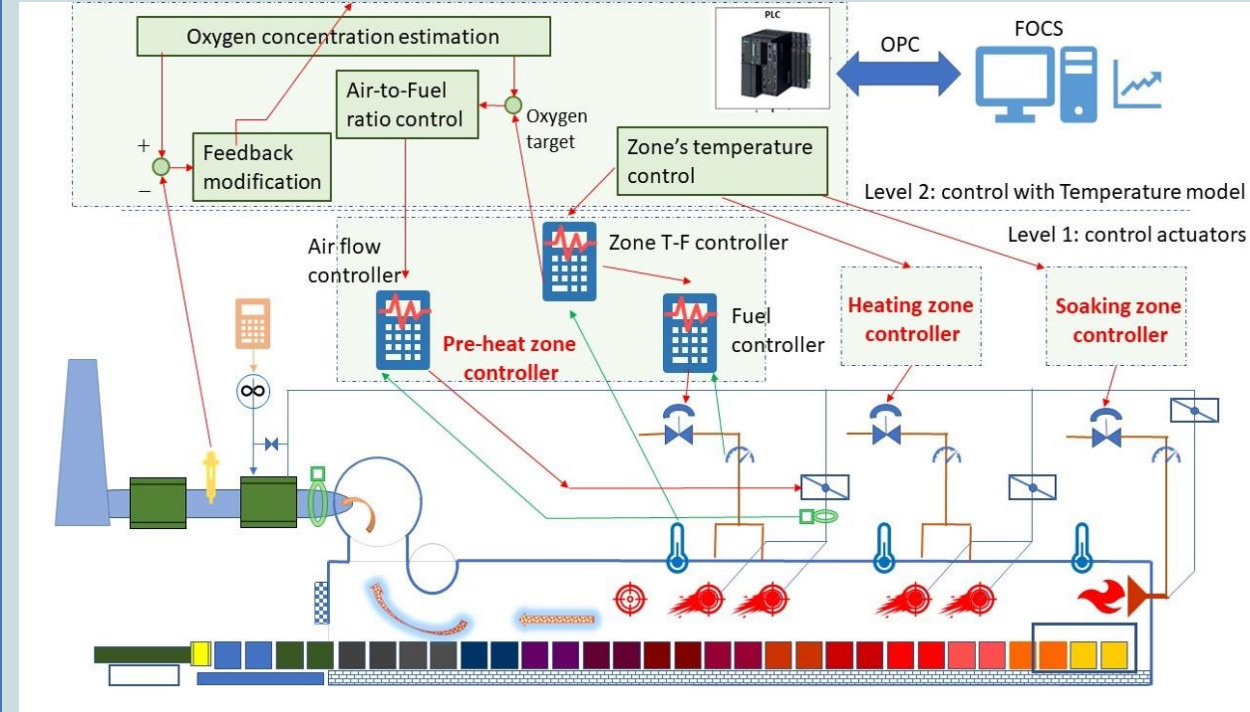 PLC
FOCS
OPC
Oxygen concentration estimation
Air-to-Fuel
ratio control
Oxygen
target
+
−
Feedback
modification
Zone's temperature
control
Level 2: control with Temperature model
Level 1: control actuators
Air flow
controller
Zone T-F controller
Fuel
controller
Pre-heat zone
controller
Heating zone
controller
Soaking zone
controller